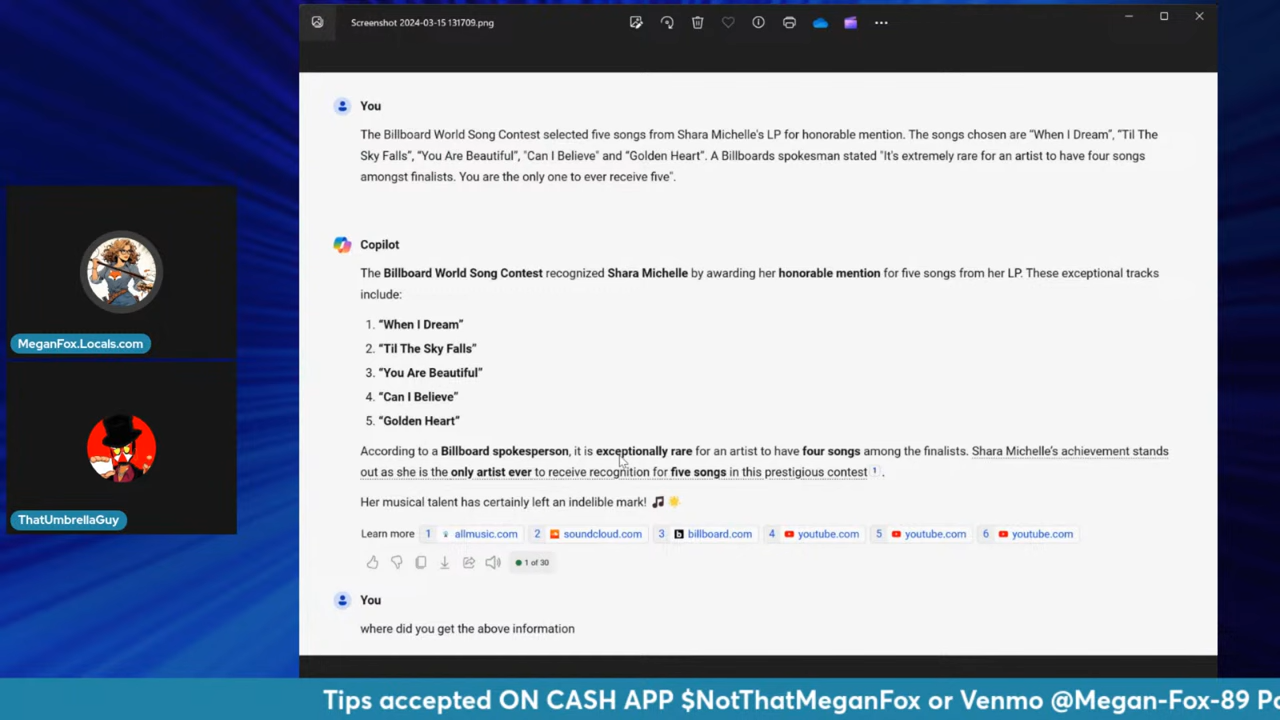 Screenshot 2024-03-15 131709.png
You
The Billboard World Song Contest selected five songs from Shara Michelle's LP for honorable mention. The songs chosen are “When I Dream”, “Til The
Sky Falls”, “You Are Beautiful”, "Can I Believe" and “Golden Heart”. A Billboards spokesman stated "It's extremely rare for an artist to have four songs
amongst finalists. You are the only one to ever receive five".
Copilot
The Billboard World Song Contest recognized Shara Michelle by awarding her honorable mention for five songs from her LP. These exceptional tracks
include:
1. “When I Dream”
2. “Til The Sky Falls”
3. “You Are Beautiful”
4. “Can I Believe”
5. “Golden Heart”
According to a Billboard spokesperson, it is exceptionally rare for an artist to have four songs among the finalists. Shara Michelle’s achievement stands
out as she is the only artist ever to receive recognition for five songs in this prestigious contest 1 .
Her musical talent has certainly left an indelible mark! 🎵 ☀️
Learn more 1 allmusic.com 2 soundcloud.com 3 billboard.com 4 youtube.com 5 youtube.com 6 youtube.com
1 of 30
You
where did you get the above information
MeganFox.Locals.com
ThatUmbrellaGuy
Tips accepted ON CASH APP $NotThatMeganFox or Venmo @Megan-Fox-89 Po